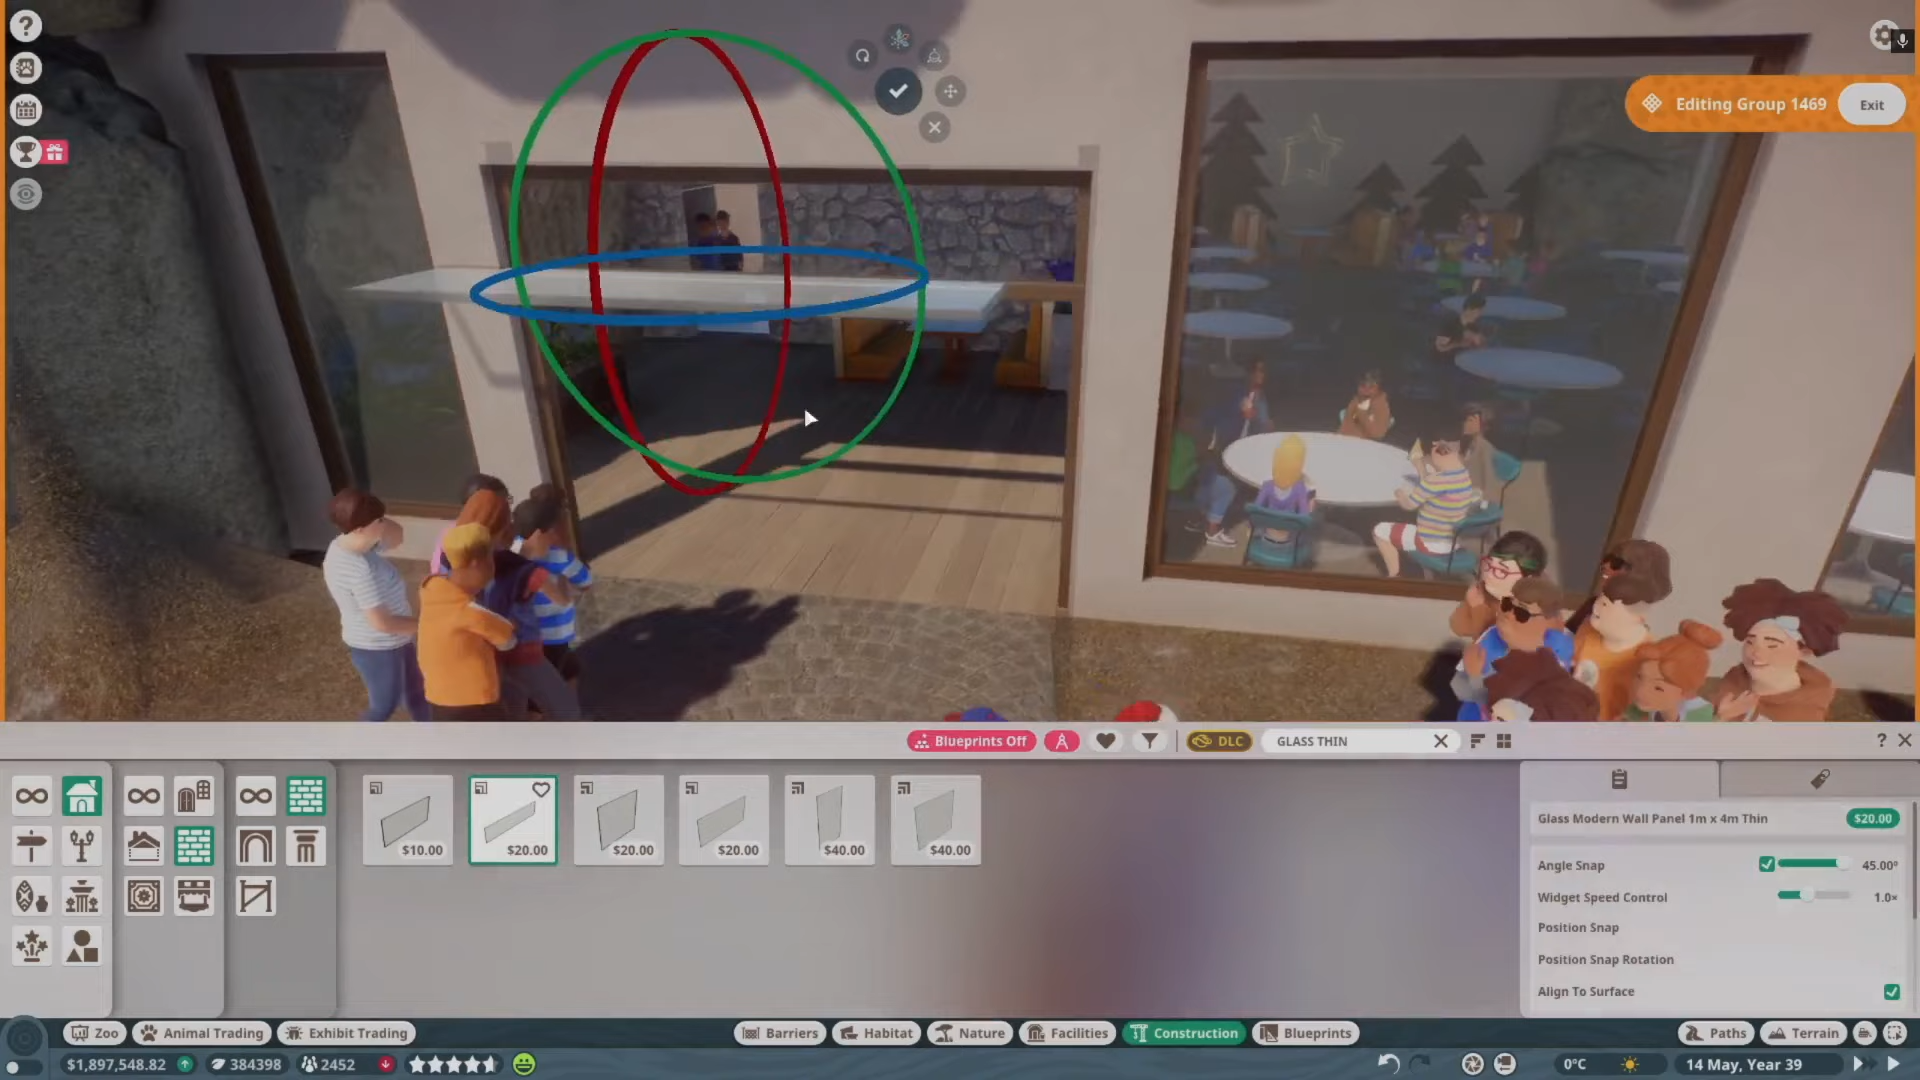 Editing Group 1469
Exit
Blueprints Off
DLC
GLASS THIN
?
$10.00
$20.00
$20.00
$20.00
$40.00
$40.00
Glass Modern Wall Panel 1m x 4m Thin
$20.00
Angle Snap
45.00°
Widget Speed Control
1.0×
Position Snap
Position Snap Rotation
Align To Surface
Zoo
Animal Trading
Exhibit Trading
Barriers
Habitat
Nature
Facilities
Construction
Blueprints
Paths
Terrain
$1,897,548.82
384398
2452
0°C
14 May, Year 39